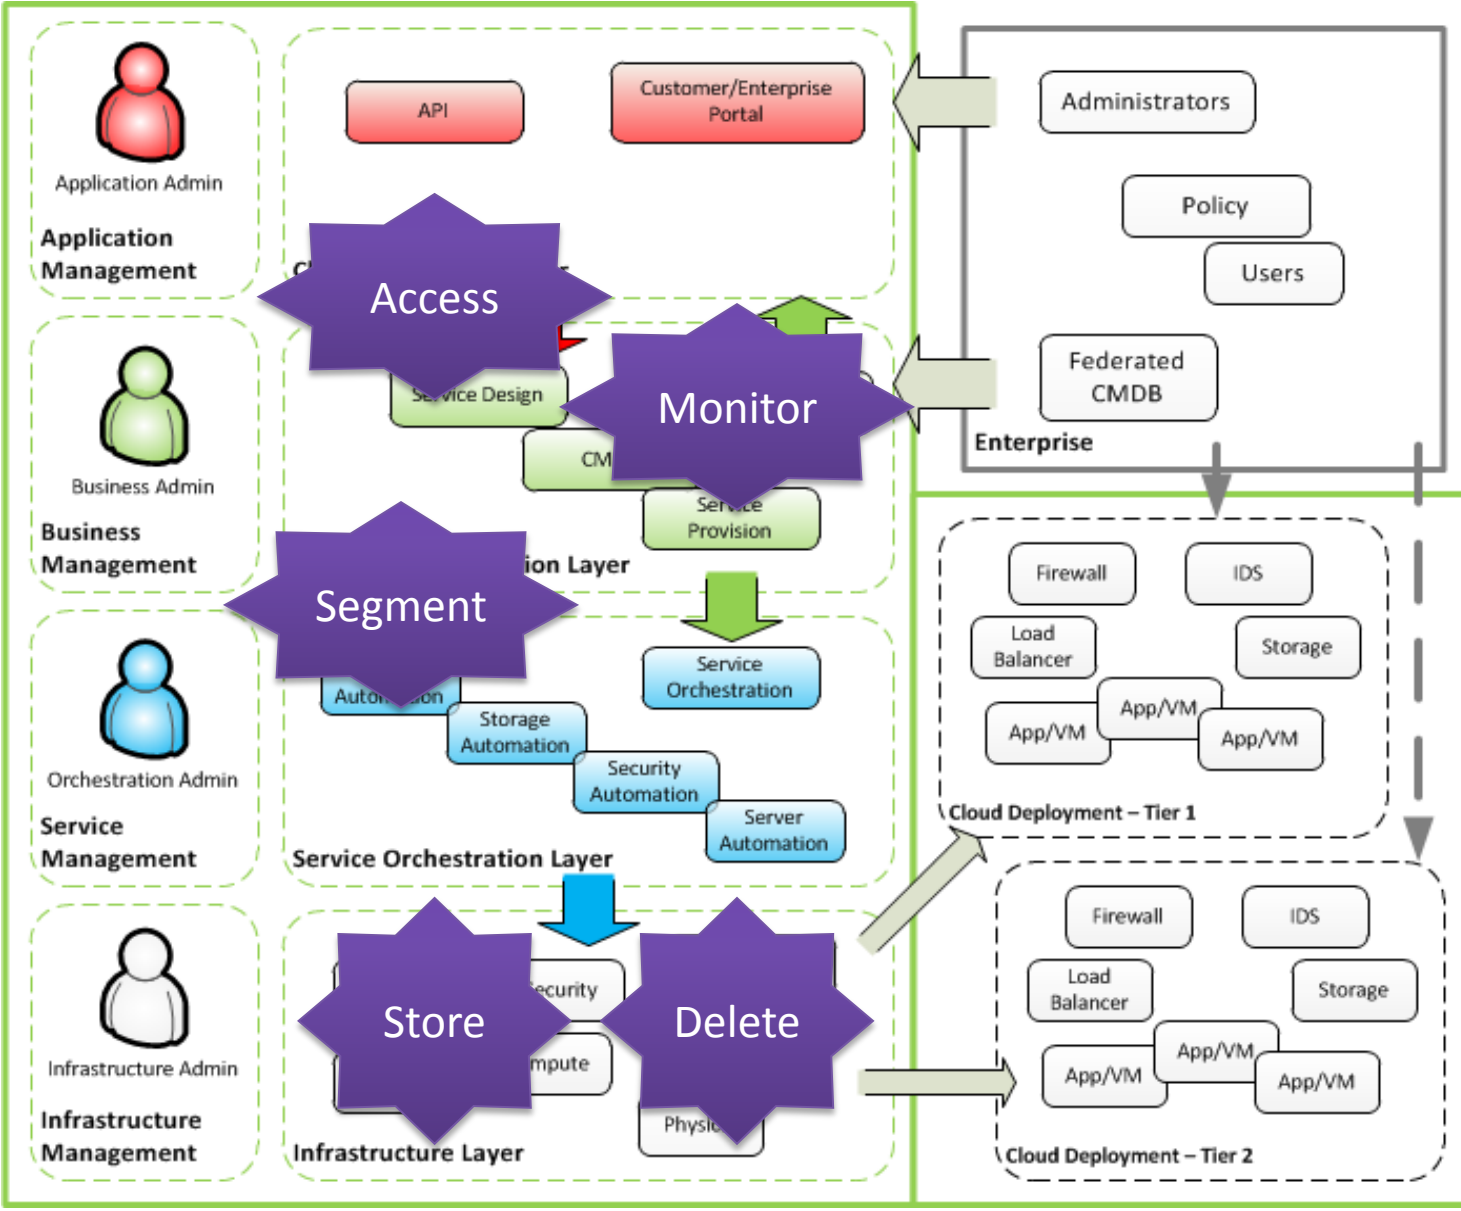 Application Admin
Application
Management
API
Customer/Enterprise
Portal
Access
Administrators
Policy
Users
Federated
CMDB
Enterprise
Business Admin
Business
Management
Service Design
Monitor
Service
Provision
Layer
Segment
Orchestration Admin
Service
Management
Service
Orchestration
Automation
Storage
Automation
Security
Automation
Server
Automation
Service Orchestration Layer
Infrastructure Admin
Infrastructure
Management
Store
Delete
Security
Infrastructure Layer
Firewall
IDS
Load
Balancer
Storage
App/VM
App/VM
App/VM
Cloud Deployment – Tier 1
Firewall
IDS
Load
Balancer
Storage
App/VM
App/VM
App/VM
Cloud Deployment – Tier 2